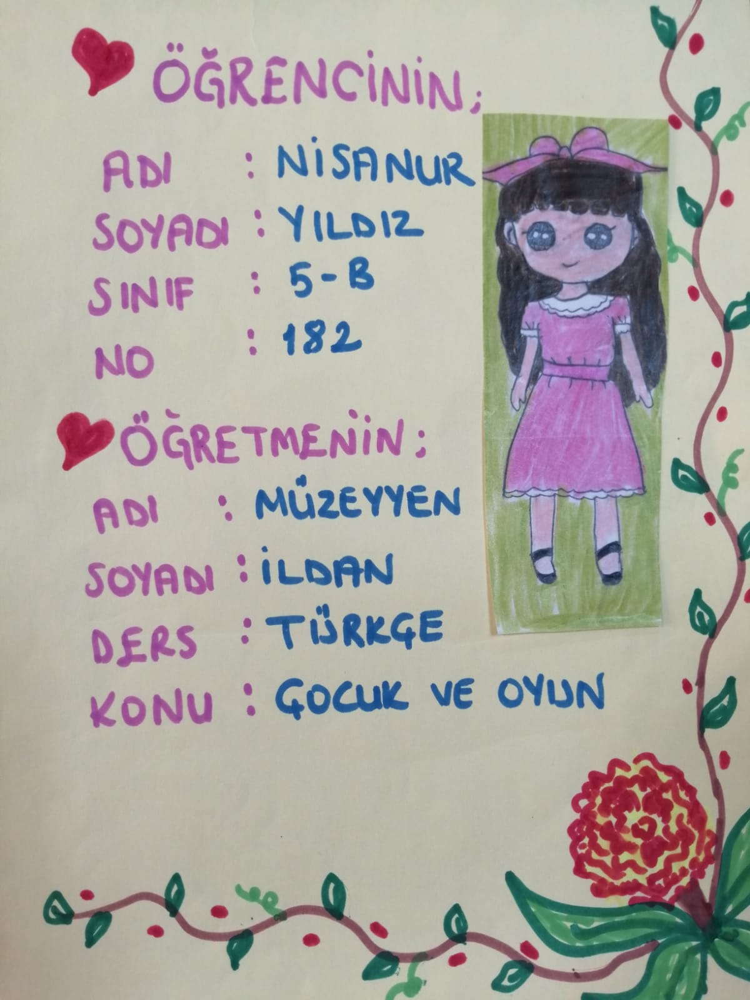 ÖĞRENCİNİN;
ADI : NİSANUR
SOYADI : YILDIZ
SINIF : 5-B
NO : 182
ÖĞRETMENİN;
ADI : MÜZEYYEN
SOYADI : İLDAN
DERS : TÜRKÇE
KONU : ÇOCUK VE OYUN